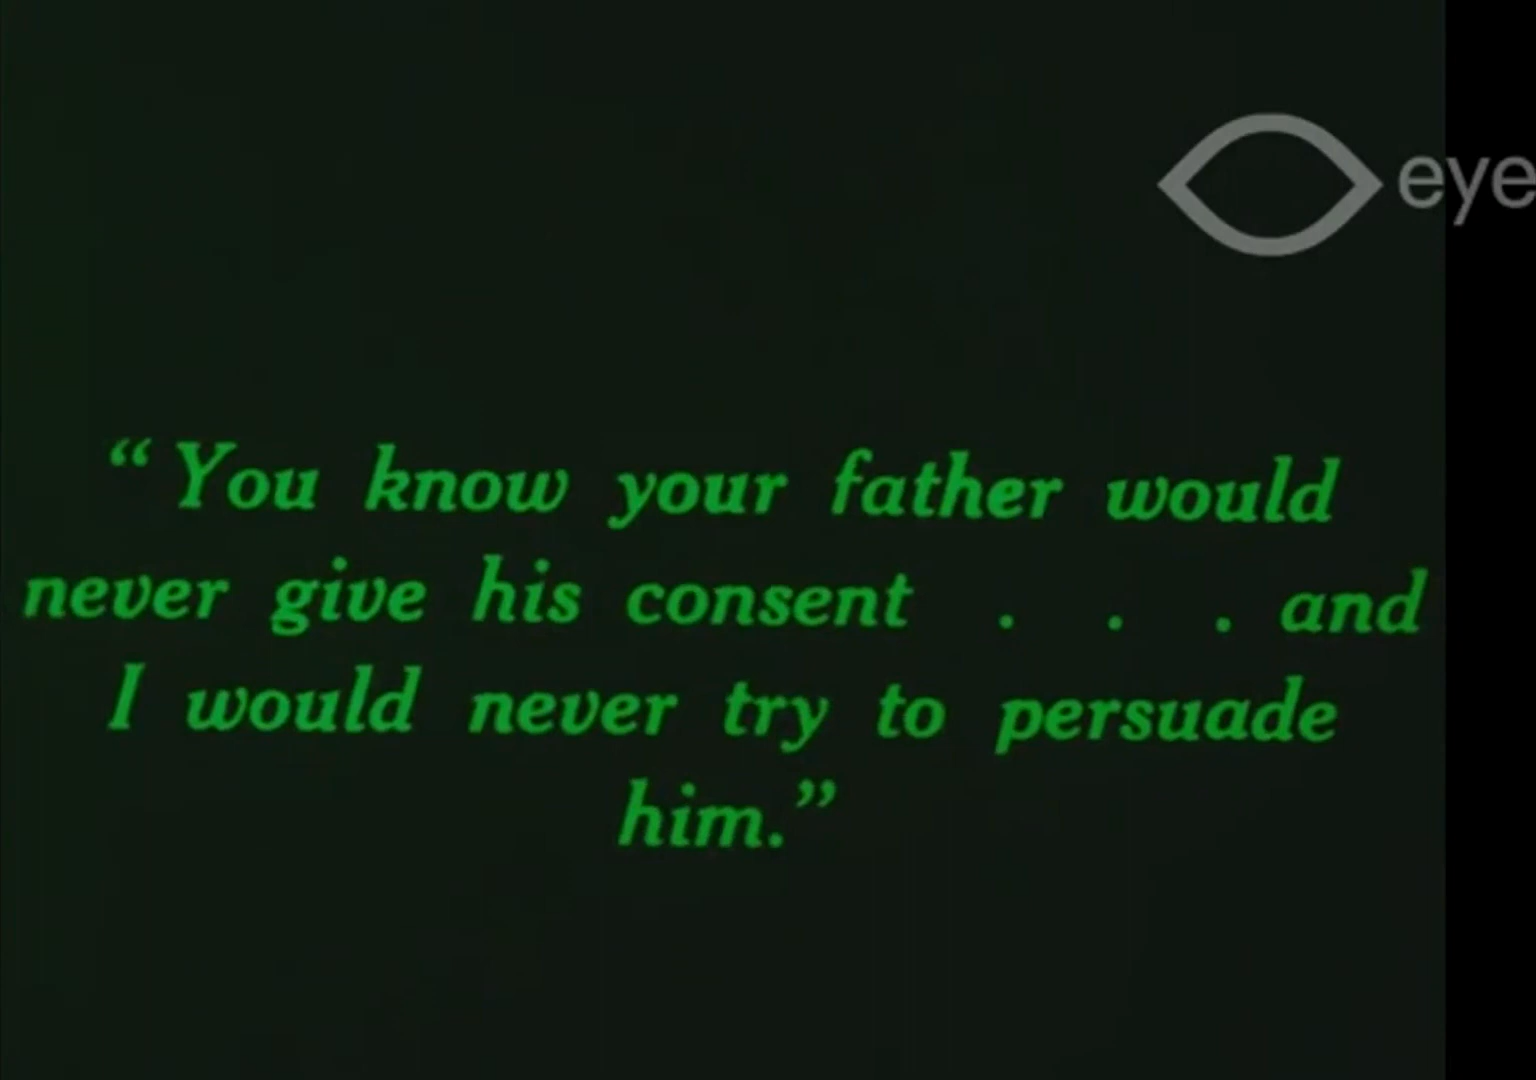 eye
“ You know your father would
never give his consent . . . and
I would never try to persuade
him.”